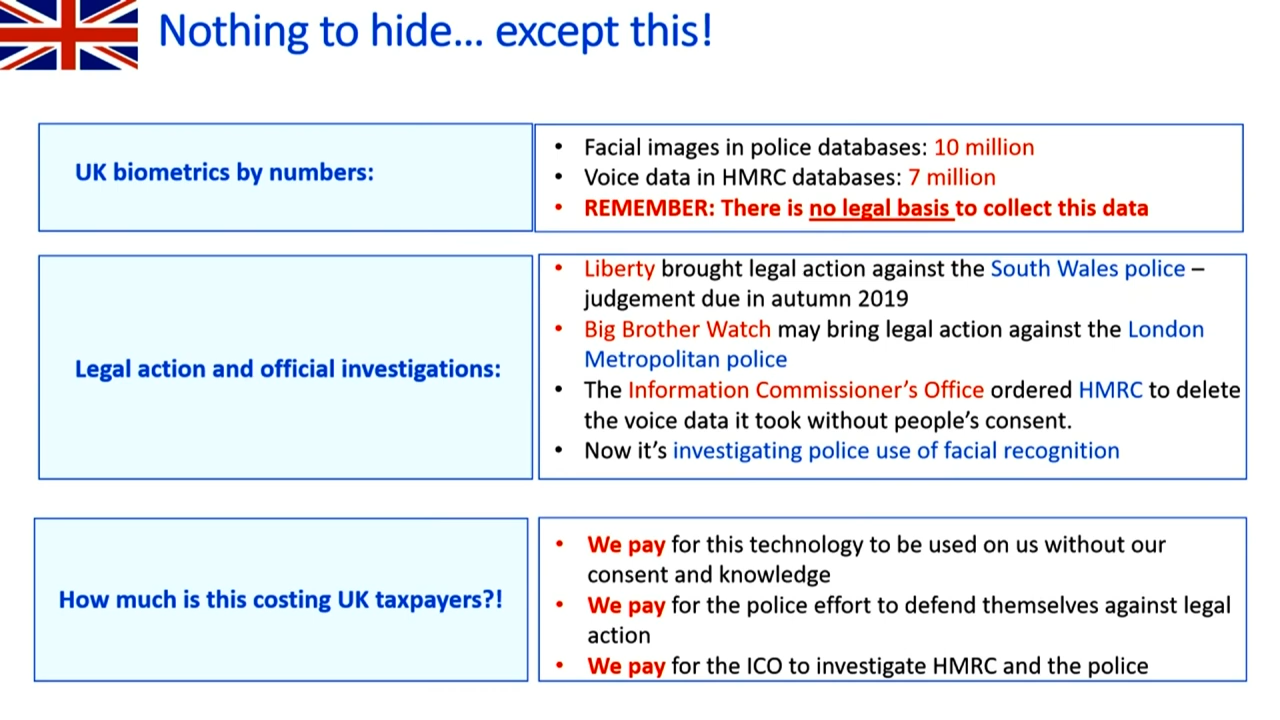 Nothing to hide... except this!
UK biometrics by numbers:
• Facial images in police databases: 10 million
• Voice data in HMRC databases: 7 million
• REMEMBER: There is no legal basis to collect this data
Legal action and official investigations:
• Liberty brought legal action against the South Wales police –
judgement due in autumn 2019
• Big Brother Watch may bring legal action against the London
Metropolitan police
• The Information Commissioner’s Office ordered HMRC to delete
the voice data it took without people’s consent.
• Now it’s investigating police use of facial recognition
How much is this costing UK taxpayers?!
• We pay for this technology to be used on us without our
consent and knowledge
• We pay for the police effort to defend themselves against legal
action
• We pay for the ICO to investigate HMRC and the police